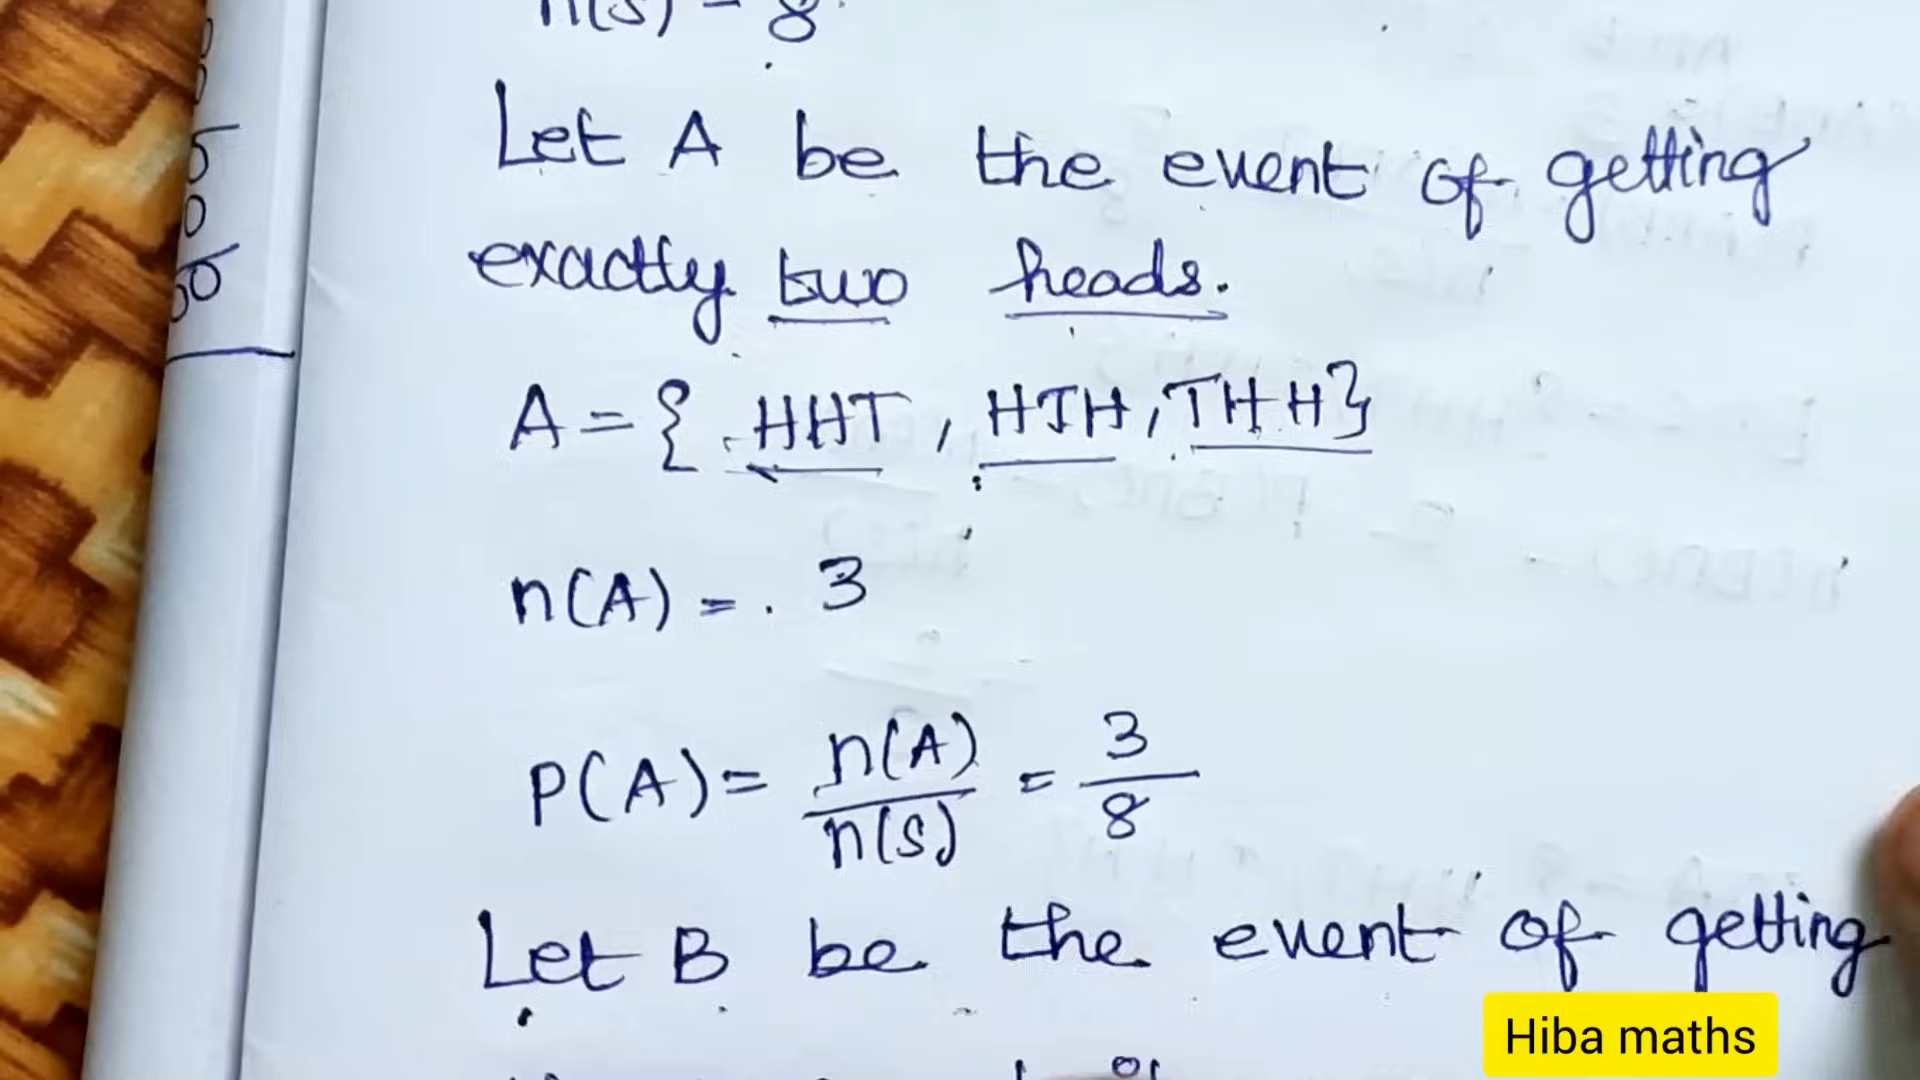 n(S) = 8
Let A be the event of getting
exactly two heads.
A = { HHT , HTH , THH }
n(A) = 3
P(A) = n(A)/n(S) = 3/8
Let B be the event of getting
Hiba maths